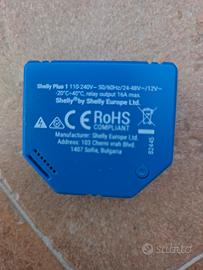 Shelly Plus 1 110-240V~ 50/60Hz/24-48V⎓/12V⎓
-20°C~40°C, relay output 16A max.
Shelly® by Shelly Europe Ltd.
CE RoHS
COMPLIANT
Manufacturer:
Shelly Europe Ltd.
Address: 103 Cherni vrah Blvd.
1407 Sofia, Bulgaria
82445
subito